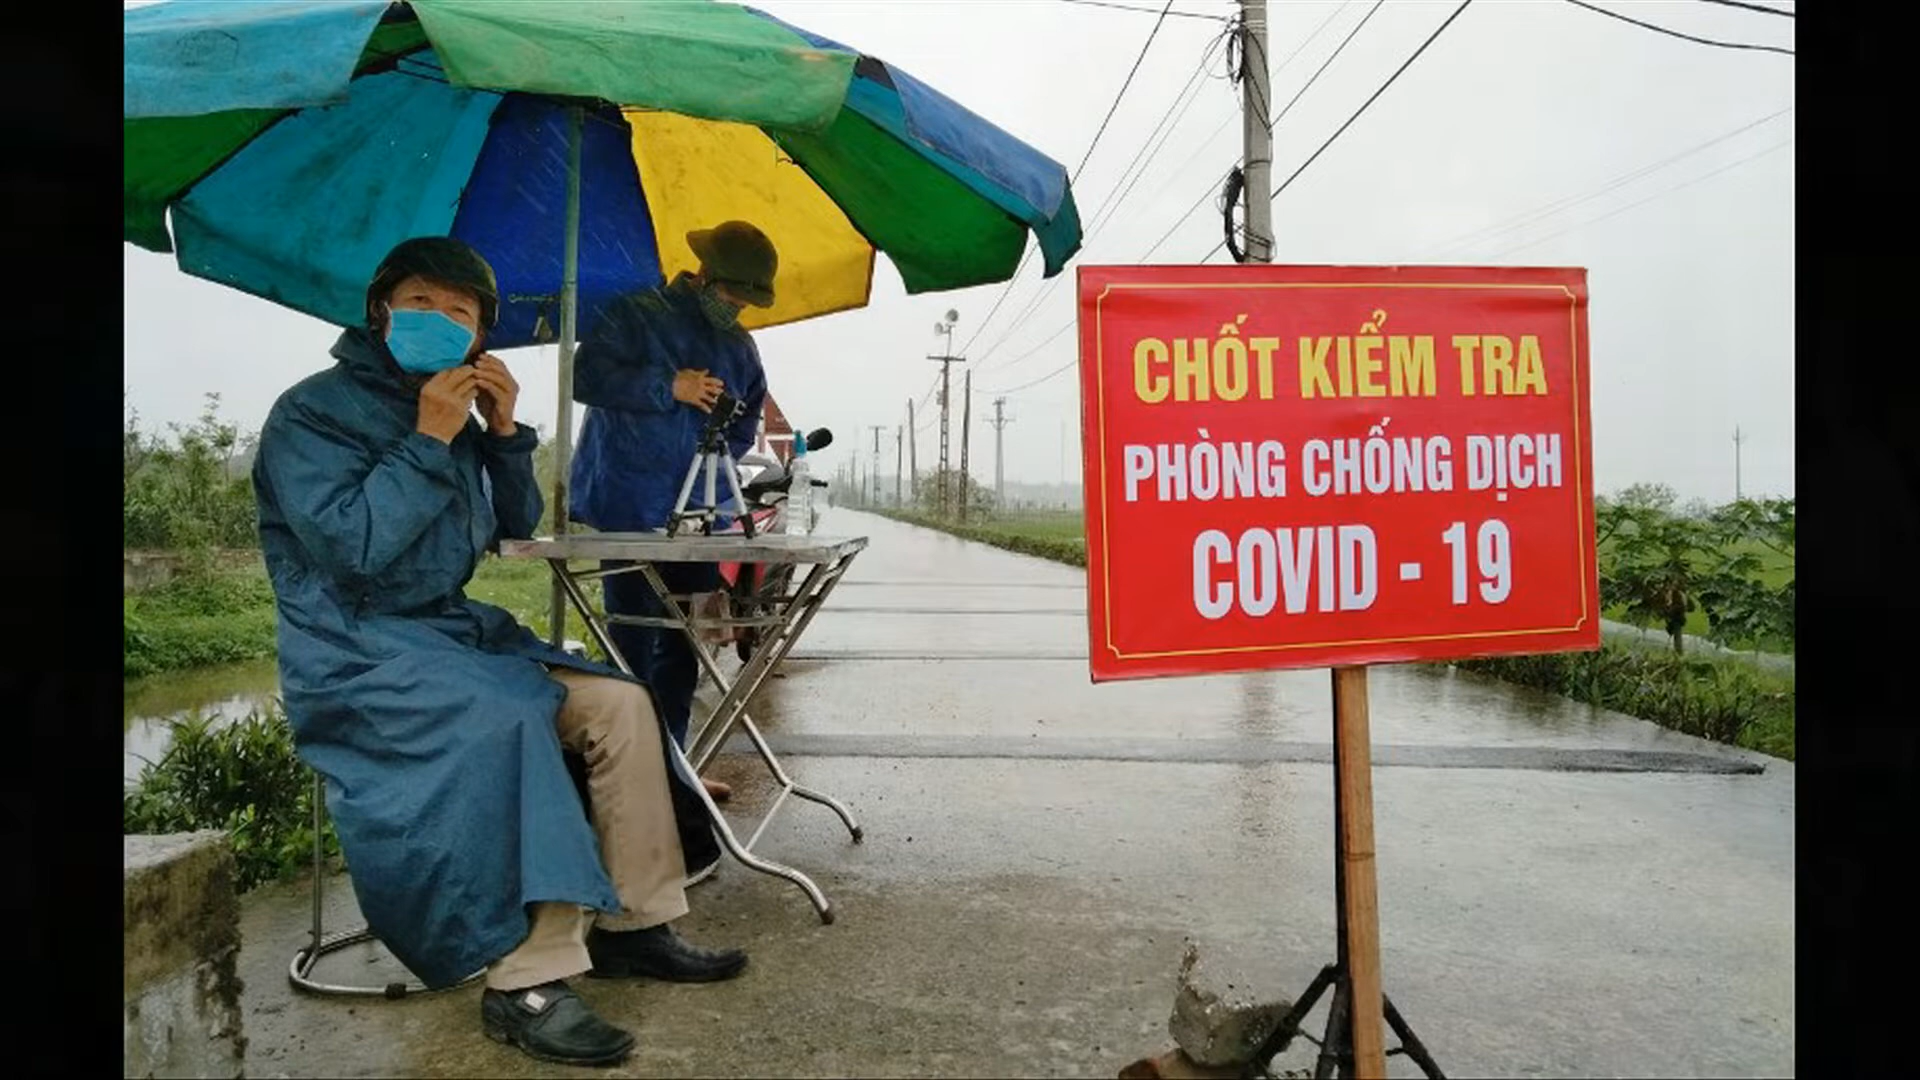 CHỐT KIỂM TRA
PHÒNG CHỐNG DỊCH
COVID - 19